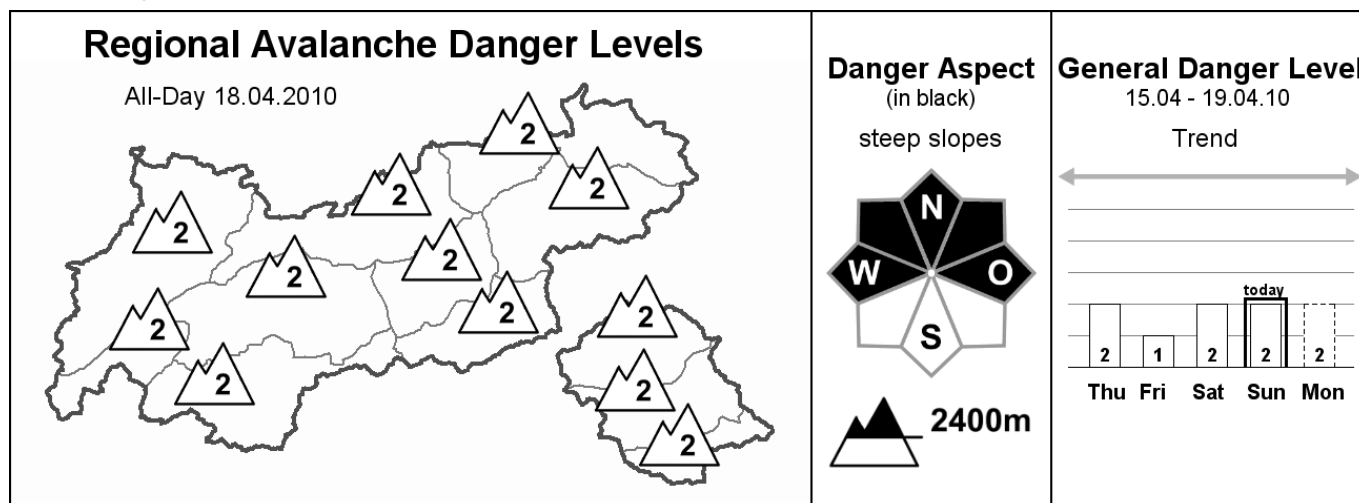 Regional Avalanche Danger Levels
All-Day 18.04.2010
2
2
2
2
2
2
2
2
2
2
2
2
Danger Aspect
(in black)
steep slopes
N
W O
S
2400m
General Danger Level
15.04 - 19.04.10
Trend
today
2 1 2 2 2
Thu Fri Sat Sun Mon